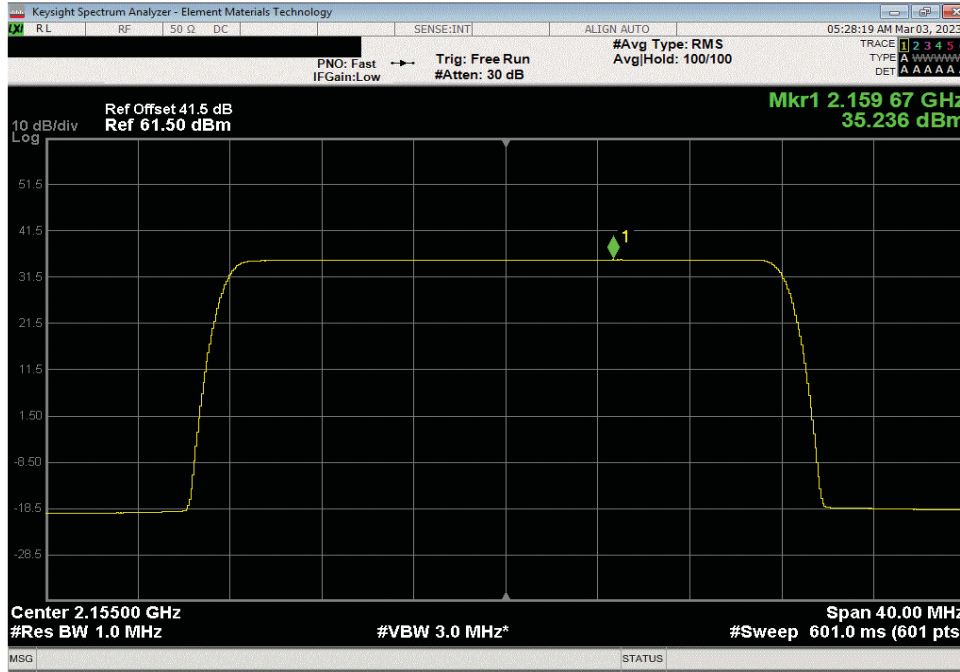 Keysight Spectrum Analyzer - Element Materials Technology
LXI RL RF 50 Ω DC SENSE:INT ALIGN AUTO 05:28:19 AM Mar 03, 2023
PNO: Fast Trig: Free Run #Avg Type: RMS TRACE 1 2 3 4 5
IFGain:Low #Atten: 30 dB Avg|Hold: 100/100 TYPE A WWWWW
DET A A A A A
Mkr1 2.159 67 GHz
35.236 dBm
Ref Offset 41.5 dB
10 dB/div Ref 61.50 dBm
Log
51.5
41.5
1
31.5
21.5
11.5
1.50
-8.50
-18.5
-28.5
Center 2.15500 GHz Span 40.00 MHz
#Res BW 1.0 MHz #VBW 3.0 MHz* #Sweep 601.0 ms (601 pts
MSG STATUS